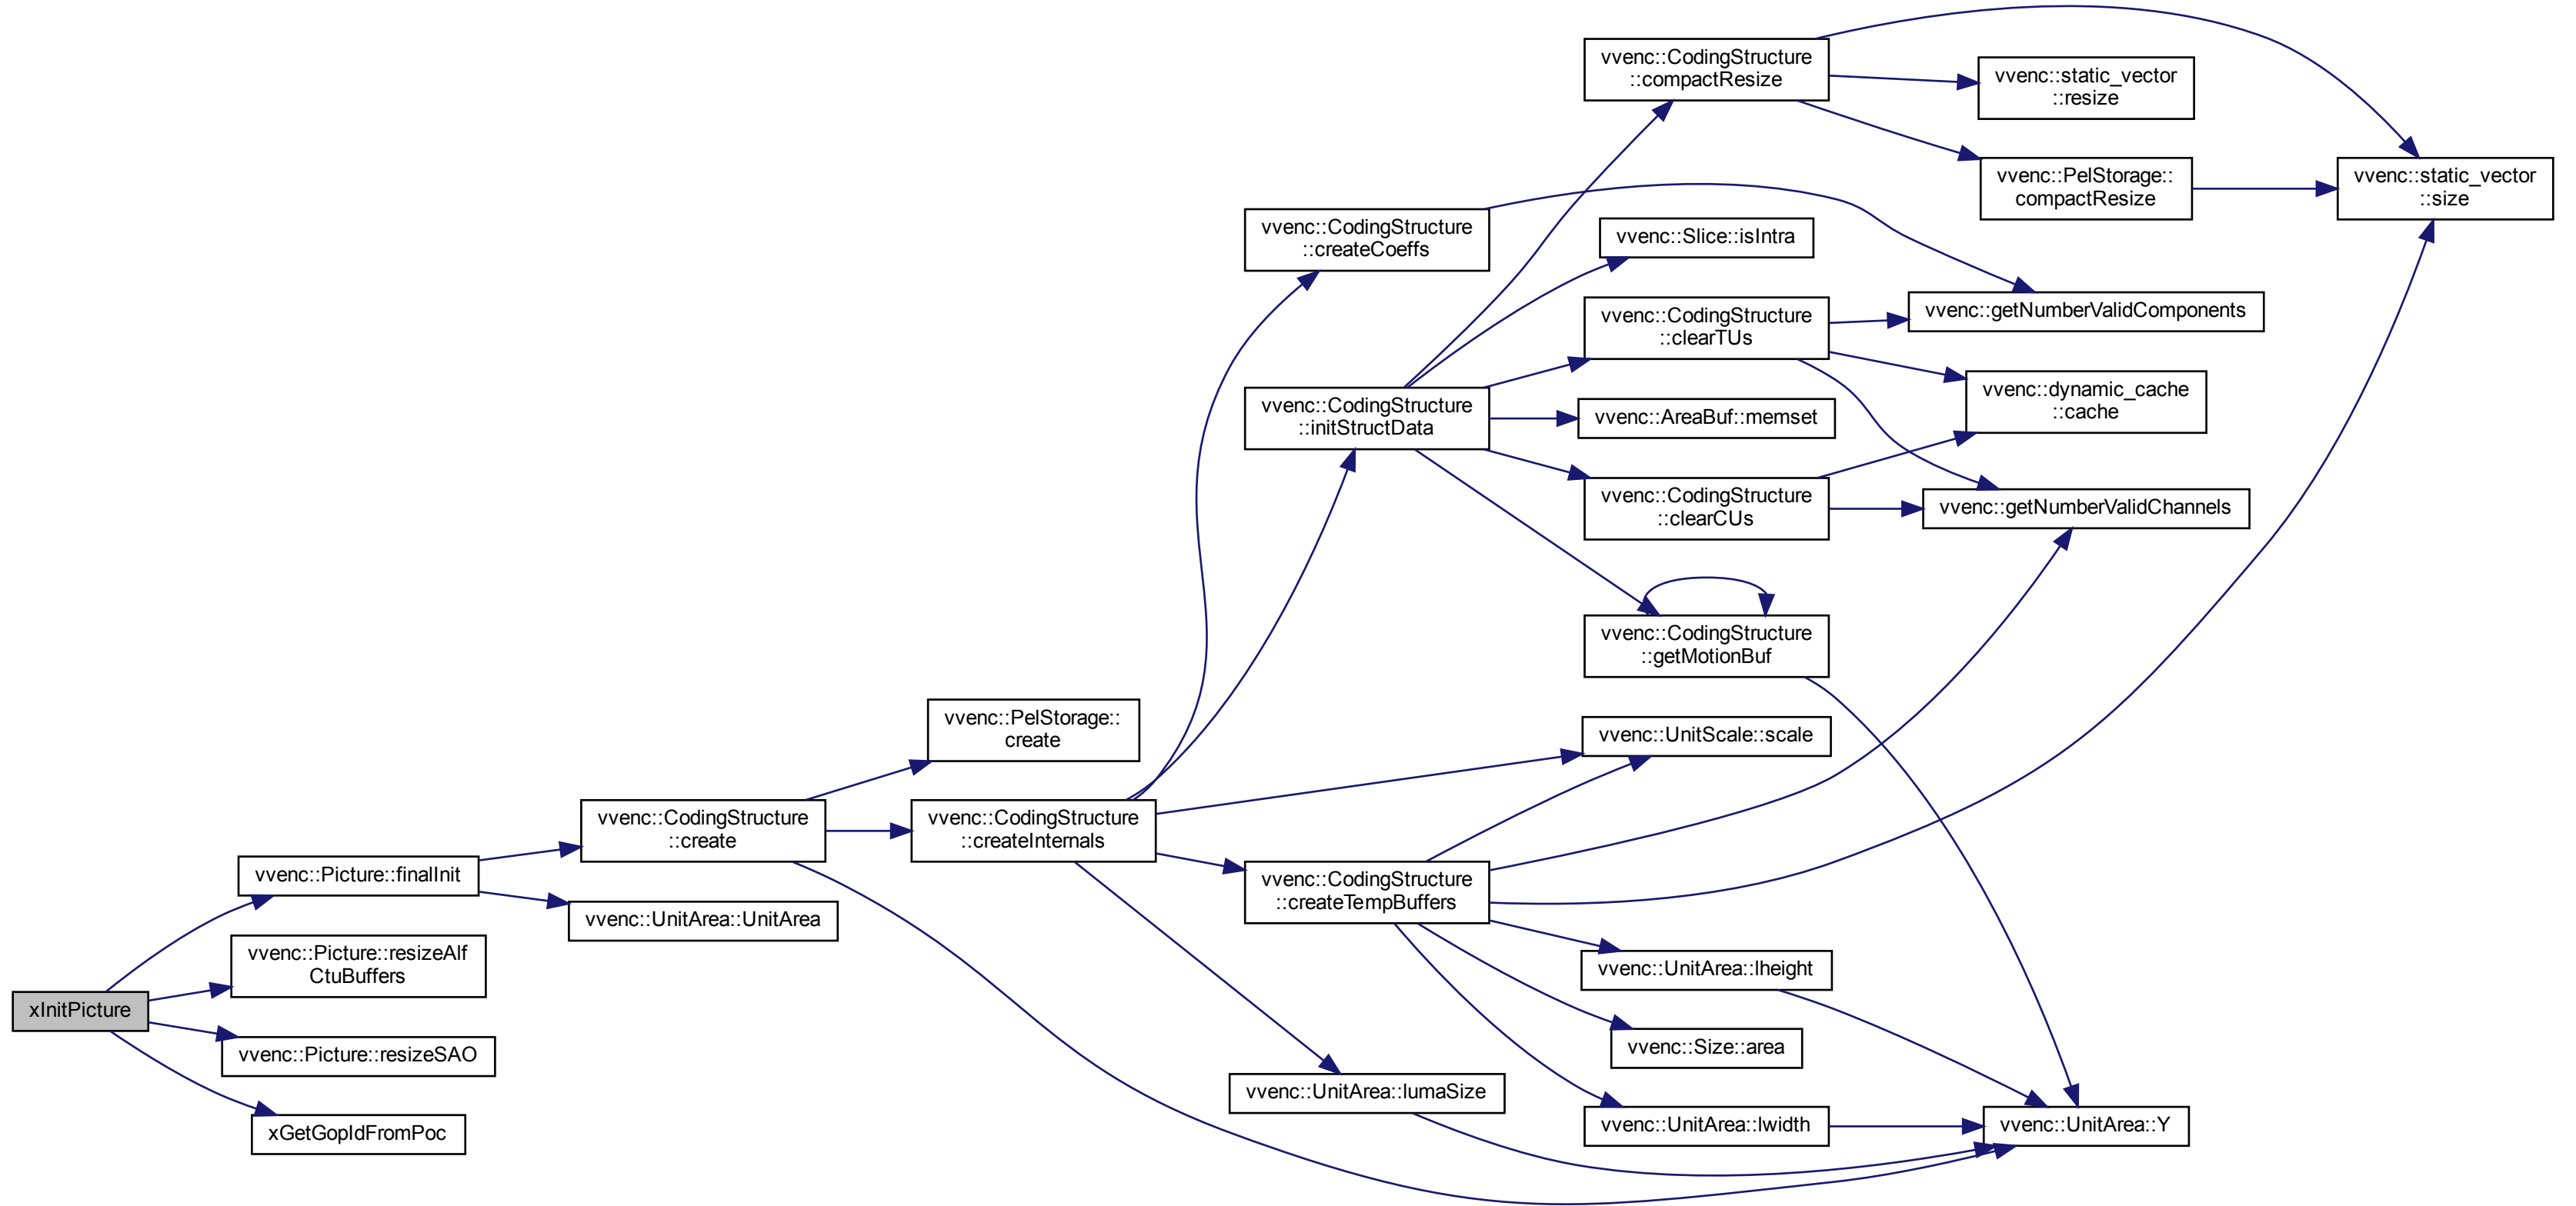 xInitPicture
vvenc::Picture::finalInit
vvenc::Picture::resizeAlf
CtuBuffers
vvenc::Picture::resizeSAO
xGetGopIdFromPoc
vvenc::CodingStructure
::create
vvenc::UnitArea::UnitArea
vvenc::PelStorage::
create
vvenc::CodingStructure
::createInternals
vvenc::CodingStructure
::createCoeffs
vvenc::CodingStructure
::initStructData
vvenc::CodingStructure
::createTempBuffers
vvenc::UnitArea::lumaSize
vvenc::CodingStructure
::compactResize
vvenc::Slice::isIntra
vvenc::CodingStructure
::clearTUs
vvenc::AreaBuf::memset
vvenc::CodingStructure
::clearCUs
vvenc::CodingStructure
::getMotionBuf
vvenc::UnitScale::scale
vvenc::UnitArea::lheight
vvenc::Size::area
vvenc::UnitArea::lwidth
vvenc::static_vector
::resize
vvenc::PelStorage::
compactResize
vvenc::getNumberValidComponents
vvenc::dynamic_cache
::cache
vvenc::getNumberValidChannels
vvenc::UnitArea::Y
vvenc::static_vector
::size